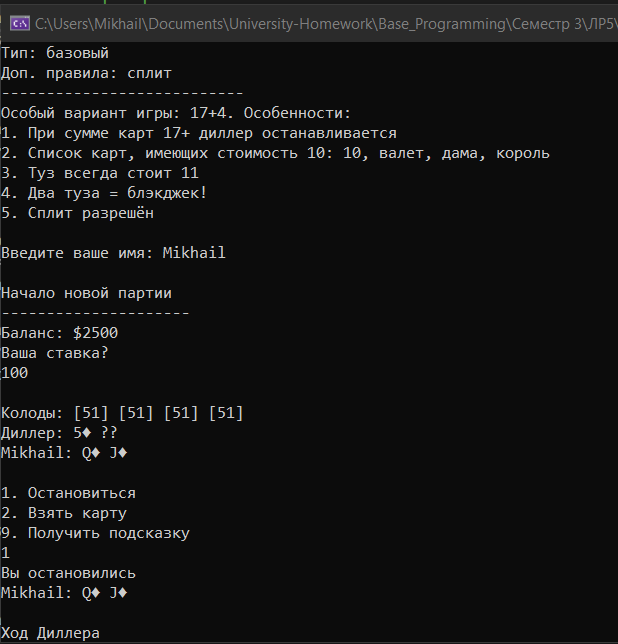 C:\Users\Mikhail\Documents\University-Homework\Base_Programming\Семестр 3\ЛР5\
Тип: базовый
Доп. правила: сплит
---------------------------
Особый вариант игры: 17+4. Особенности:
1. При сумме карт 17+ диллер останавливается
2. Список карт, имеющих стоимость 10: 10, валет, дама, король
3. Туз всегда стоит 11
4. Два туза = блэкджек!
5. Сплит разрешён
Введите ваше имя: Mikhail
Начало новой партии
---------------------
Баланс: $2500
Ваша ставка?
100
Колоды: [51] [51] [51] [51]
Диллер: 5♦ ??
Mikhail: Q♦ J♦
1. Остановиться
2. Взять карту
9. Получить подсказку
1
Вы остановились
Mikhail: Q♦ J♦
Ход Диллера